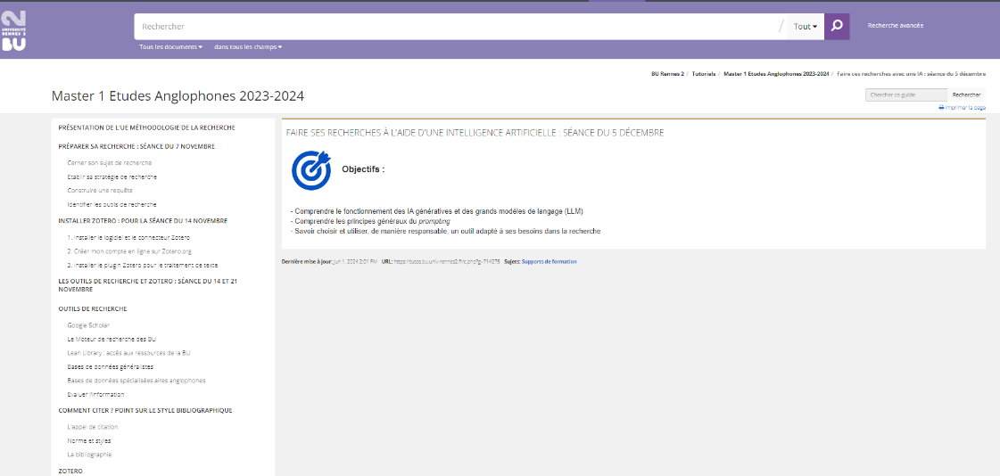 2
UNIVERSITÉ
RENNES 2
BU
Rechercher
/
Tout
Recherche avancée
Tous les documents
dans tous les champs
BU Rennes 2 / Tutoriels / Master 1 Etudes Anglophones 2023-2024 / Faire ces recherches avec une IA : séance du 5 décembre
Master 1 Etudes Anglophones 2023-2024
Chercher ce guide
Rechercher
Imprimer la page
PRÉSENTATION DE L'UE MÉTHODOLOGIE DE LA RECHERCHE
PRÉPARER SA RECHERCHE : SÉANCE DU 7 NOVEMBRE
Cerner son sujet de recherche
Etablir sa stratégie de recherche
Construire une requête
Identifier les outils de recherche
INSTALLER ZOTERO : POUR LA SÉANCE DU 14 NOVEMBRE
1. Installer le logiciel et le connecteur Zotero
2. Créer mon compte en ligne sur Zotero.org
3. Installer le plugin Zotero pour le traitement de texte
LES OUTILS DE RECHERCHE ET ZOTERO : SÉANCE DU 14 ET 21
NOVEMBRE
OUTILS DE RECHERCHE
Google Scholar
Le Moteur de recherche des BU
Lean Library : accès aux ressources de la BU
Bases de données généralistes
Bases de données spécialisées aires anglophones
Evaluer l'information
COMMENT CITER ? POINT SUR LE STYLE BIBLIOGRAPHIQUE
L'appel de citation
Norme et styles
La bibliographie
ZOTERO
FAIRE SES RECHERCHES À L'AIDE D'UNE INTELLIGENCE ARTIFICIELLE : SÉANCE DU 5 DÉCEMBRE
Objectifs :
- Comprendre le fonctionnement des IA génératives et des grands modèles de langage (LLM)
- Comprendre les principes généraux du prompting
- Savoir choisir et utiliser, de manière responsable, un outil adapté à ses besoins dans la recherche
Dernière mise à jour: Jun 1, 2024 2:01 PM URL: https://tutos.bu.univ-rennes2.fr/c.php?g=714378 Sujets: Supports de formation